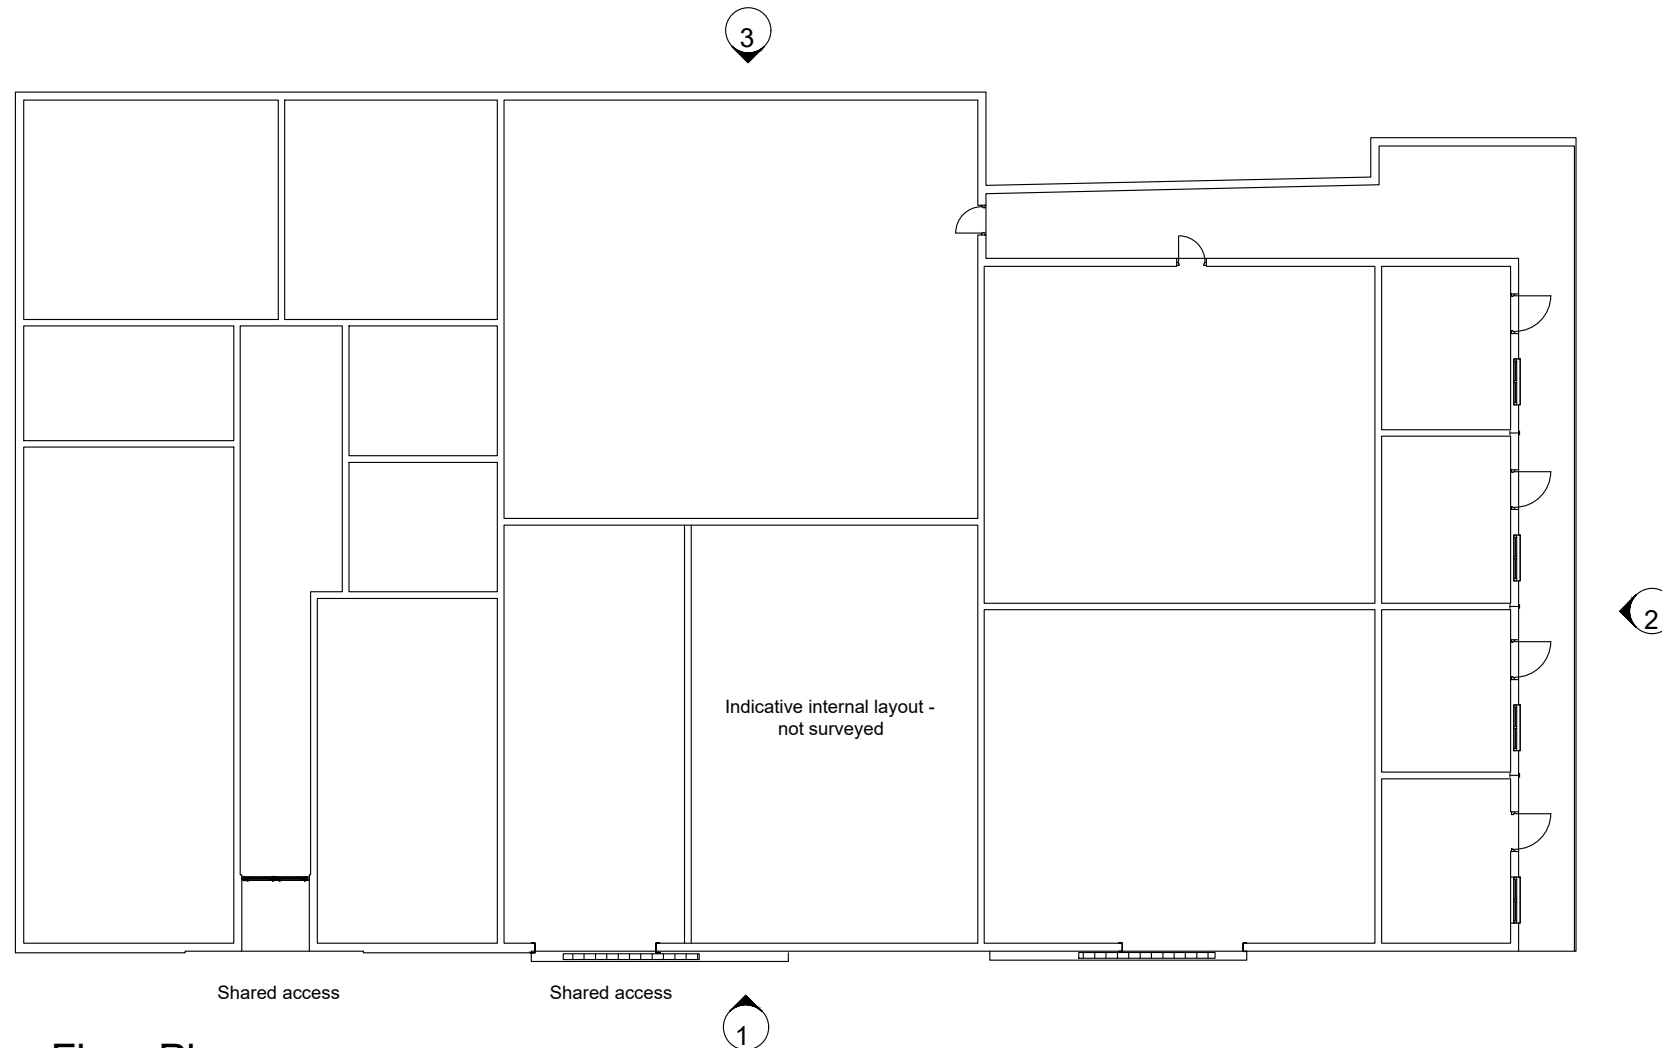 3
Indicative internal layout -
not surveyed
2
Shared access
Shared access
1